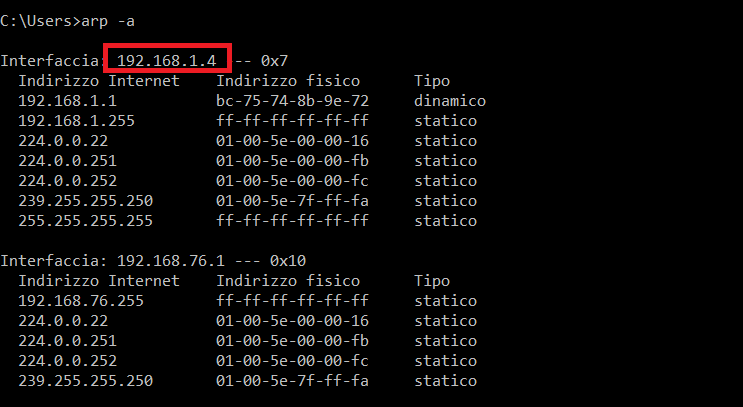 C:\Users>arp -a
Interfaccia: 192.168.1.4 -- 0x7
Indirizzo Internet Indirizzo fisico Tipo
192.168.1.1 bc-75-74-8b-9e-72 dinamico
192.168.1.255 ff-ff-ff-ff-ff-ff statico
224.0.0.22 01-00-5e-00-00-16 statico
224.0.0.251 01-00-5e-00-00-fb statico
224.0.0.252 01-00-5e-00-00-fc statico
239.255.255.250 01-00-5e-7f-ff-fa statico
255.255.255.255 ff-ff-ff-ff-ff-ff statico
Interfaccia: 192.168.76.1 --- 0x10
Indirizzo Internet Indirizzo fisico Tipo
192.168.76.255 ff-ff-ff-ff-ff-ff statico
224.0.0.22 01-00-5e-00-00-16 statico
224.0.0.251 01-00-5e-00-00-fb statico
224.0.0.252 01-00-5e-00-00-fc statico
239.255.255.250 01-00-5e-7f-ff-fa statico